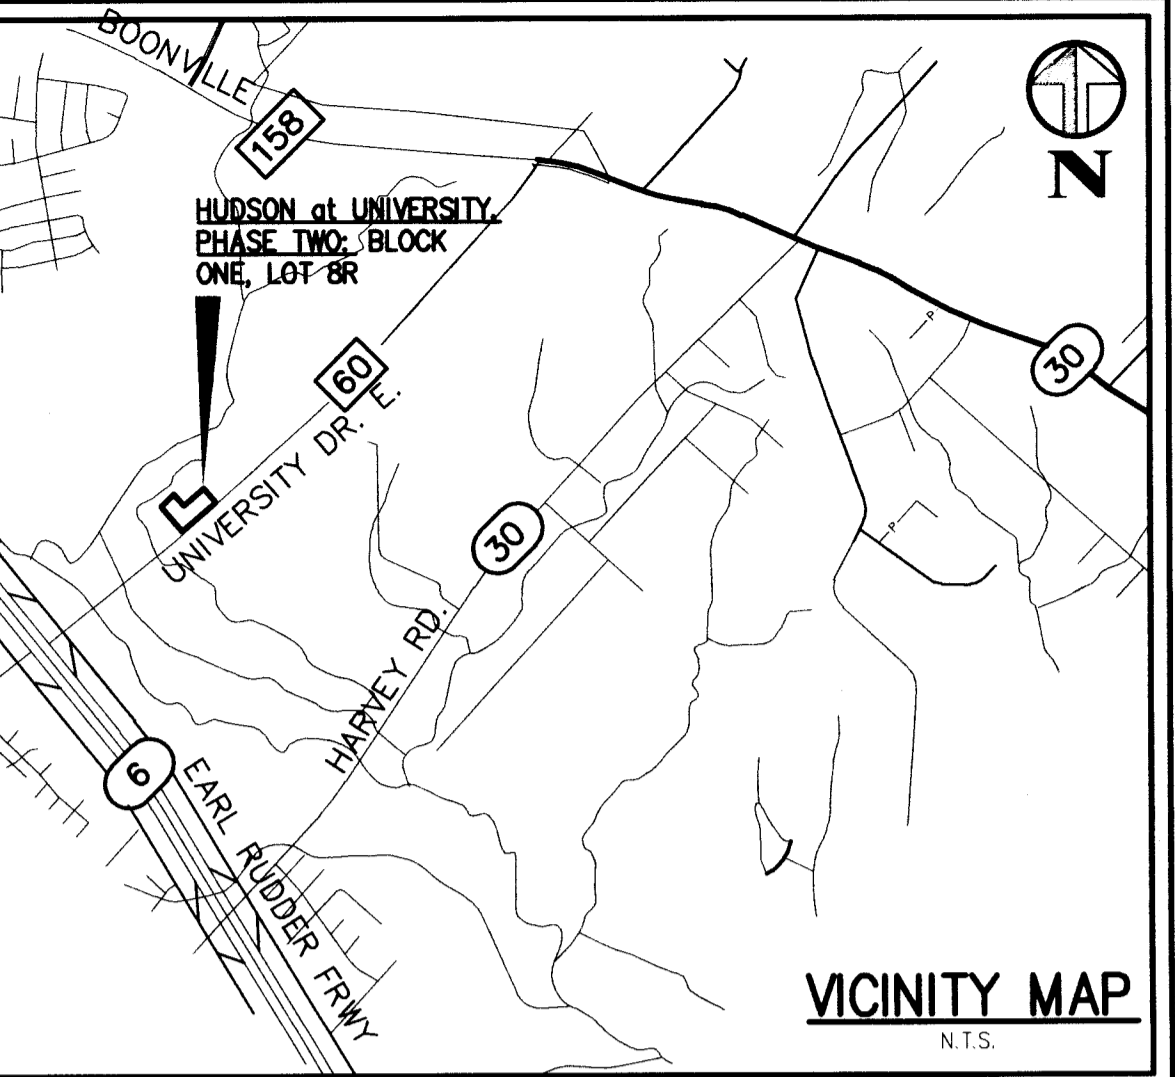 BOONVILLE
158
N
HUDSON at UNIVERSITY,
PHASE TWO; BLOCK
ONE, LOT 8R
60
UNIVERSITY DR. E.
30
30
HARVEY RD.
6
EARL RUDDER FRWY
P
P
VICINITY MAP
N.T.S.